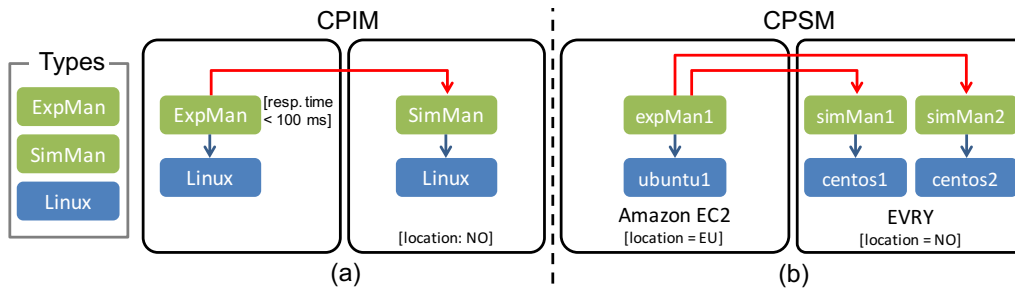 CPIM
CPSM
Types
ExpMan
SimMan
Linux
ExpMan
[resp. time
< 100 ms]
Linux
SimMan
Linux
[location: NO]
(a)
expMan1
ubuntu1
Amazon EC2
[location = EU]
simMan1
simMan2
centos1
centos2
EVRY
[location = NO]
(b)